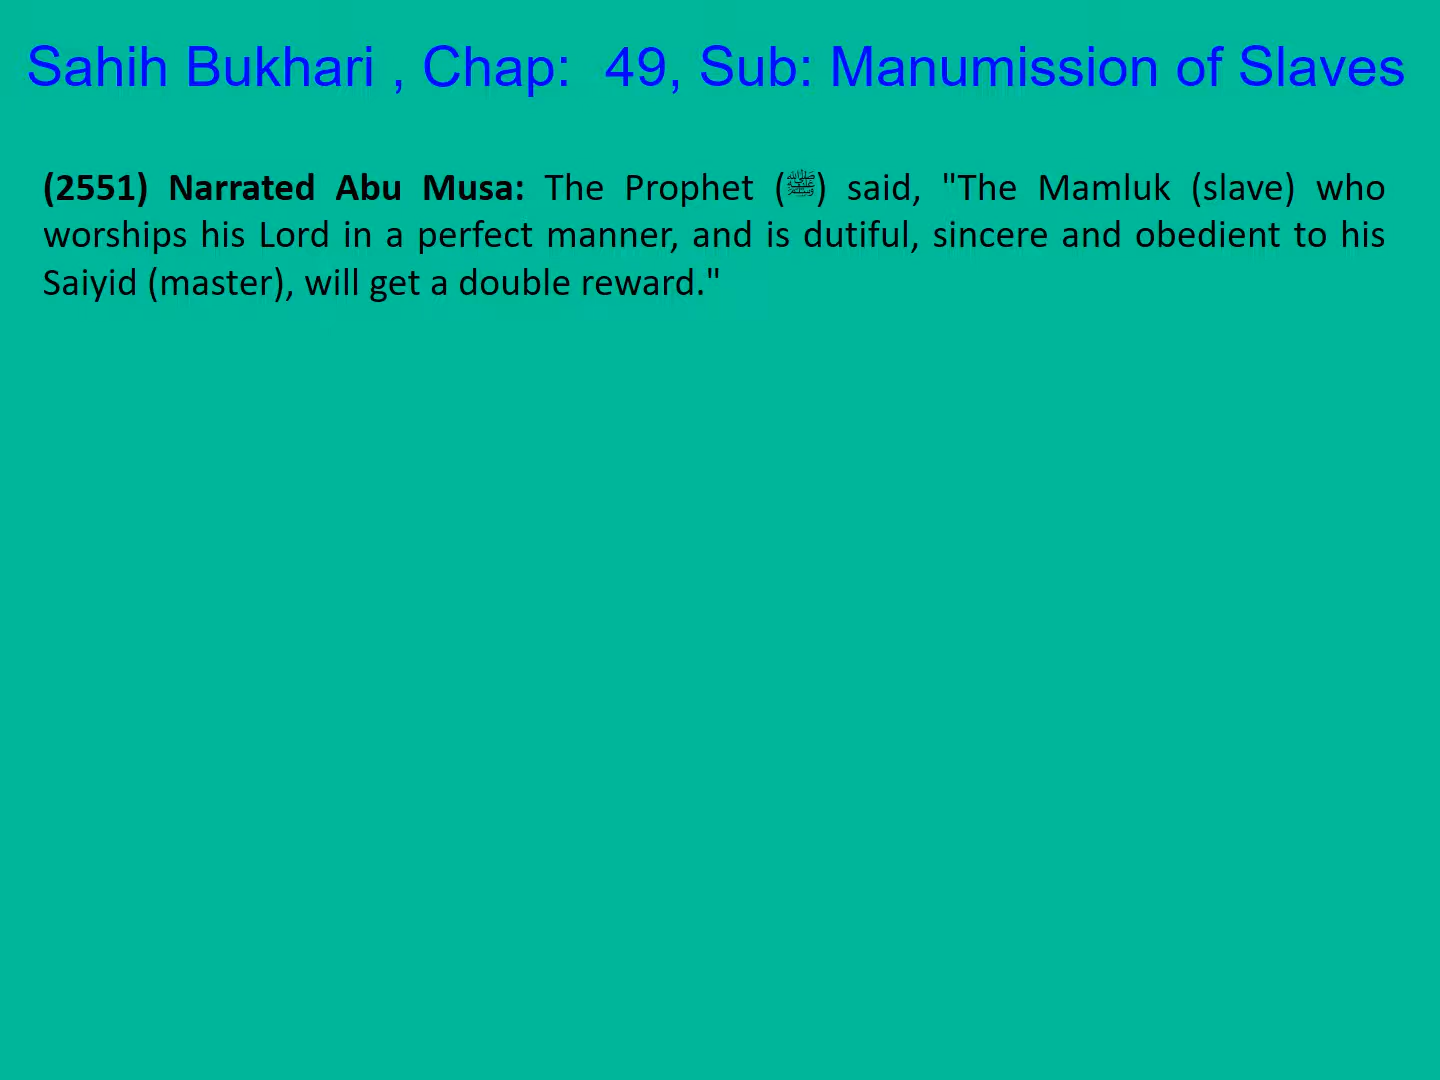 Sahih Bukhari , Chap:  49, Sub: Manumission of Slaves
(2551) Narrated Abu Musa: The Prophet (ﷺ) said, "The Mamluk (slave) who
worships his Lord in a perfect manner, and is dutiful, sincere and obedient to his
Saiyid (master), will get a double reward."